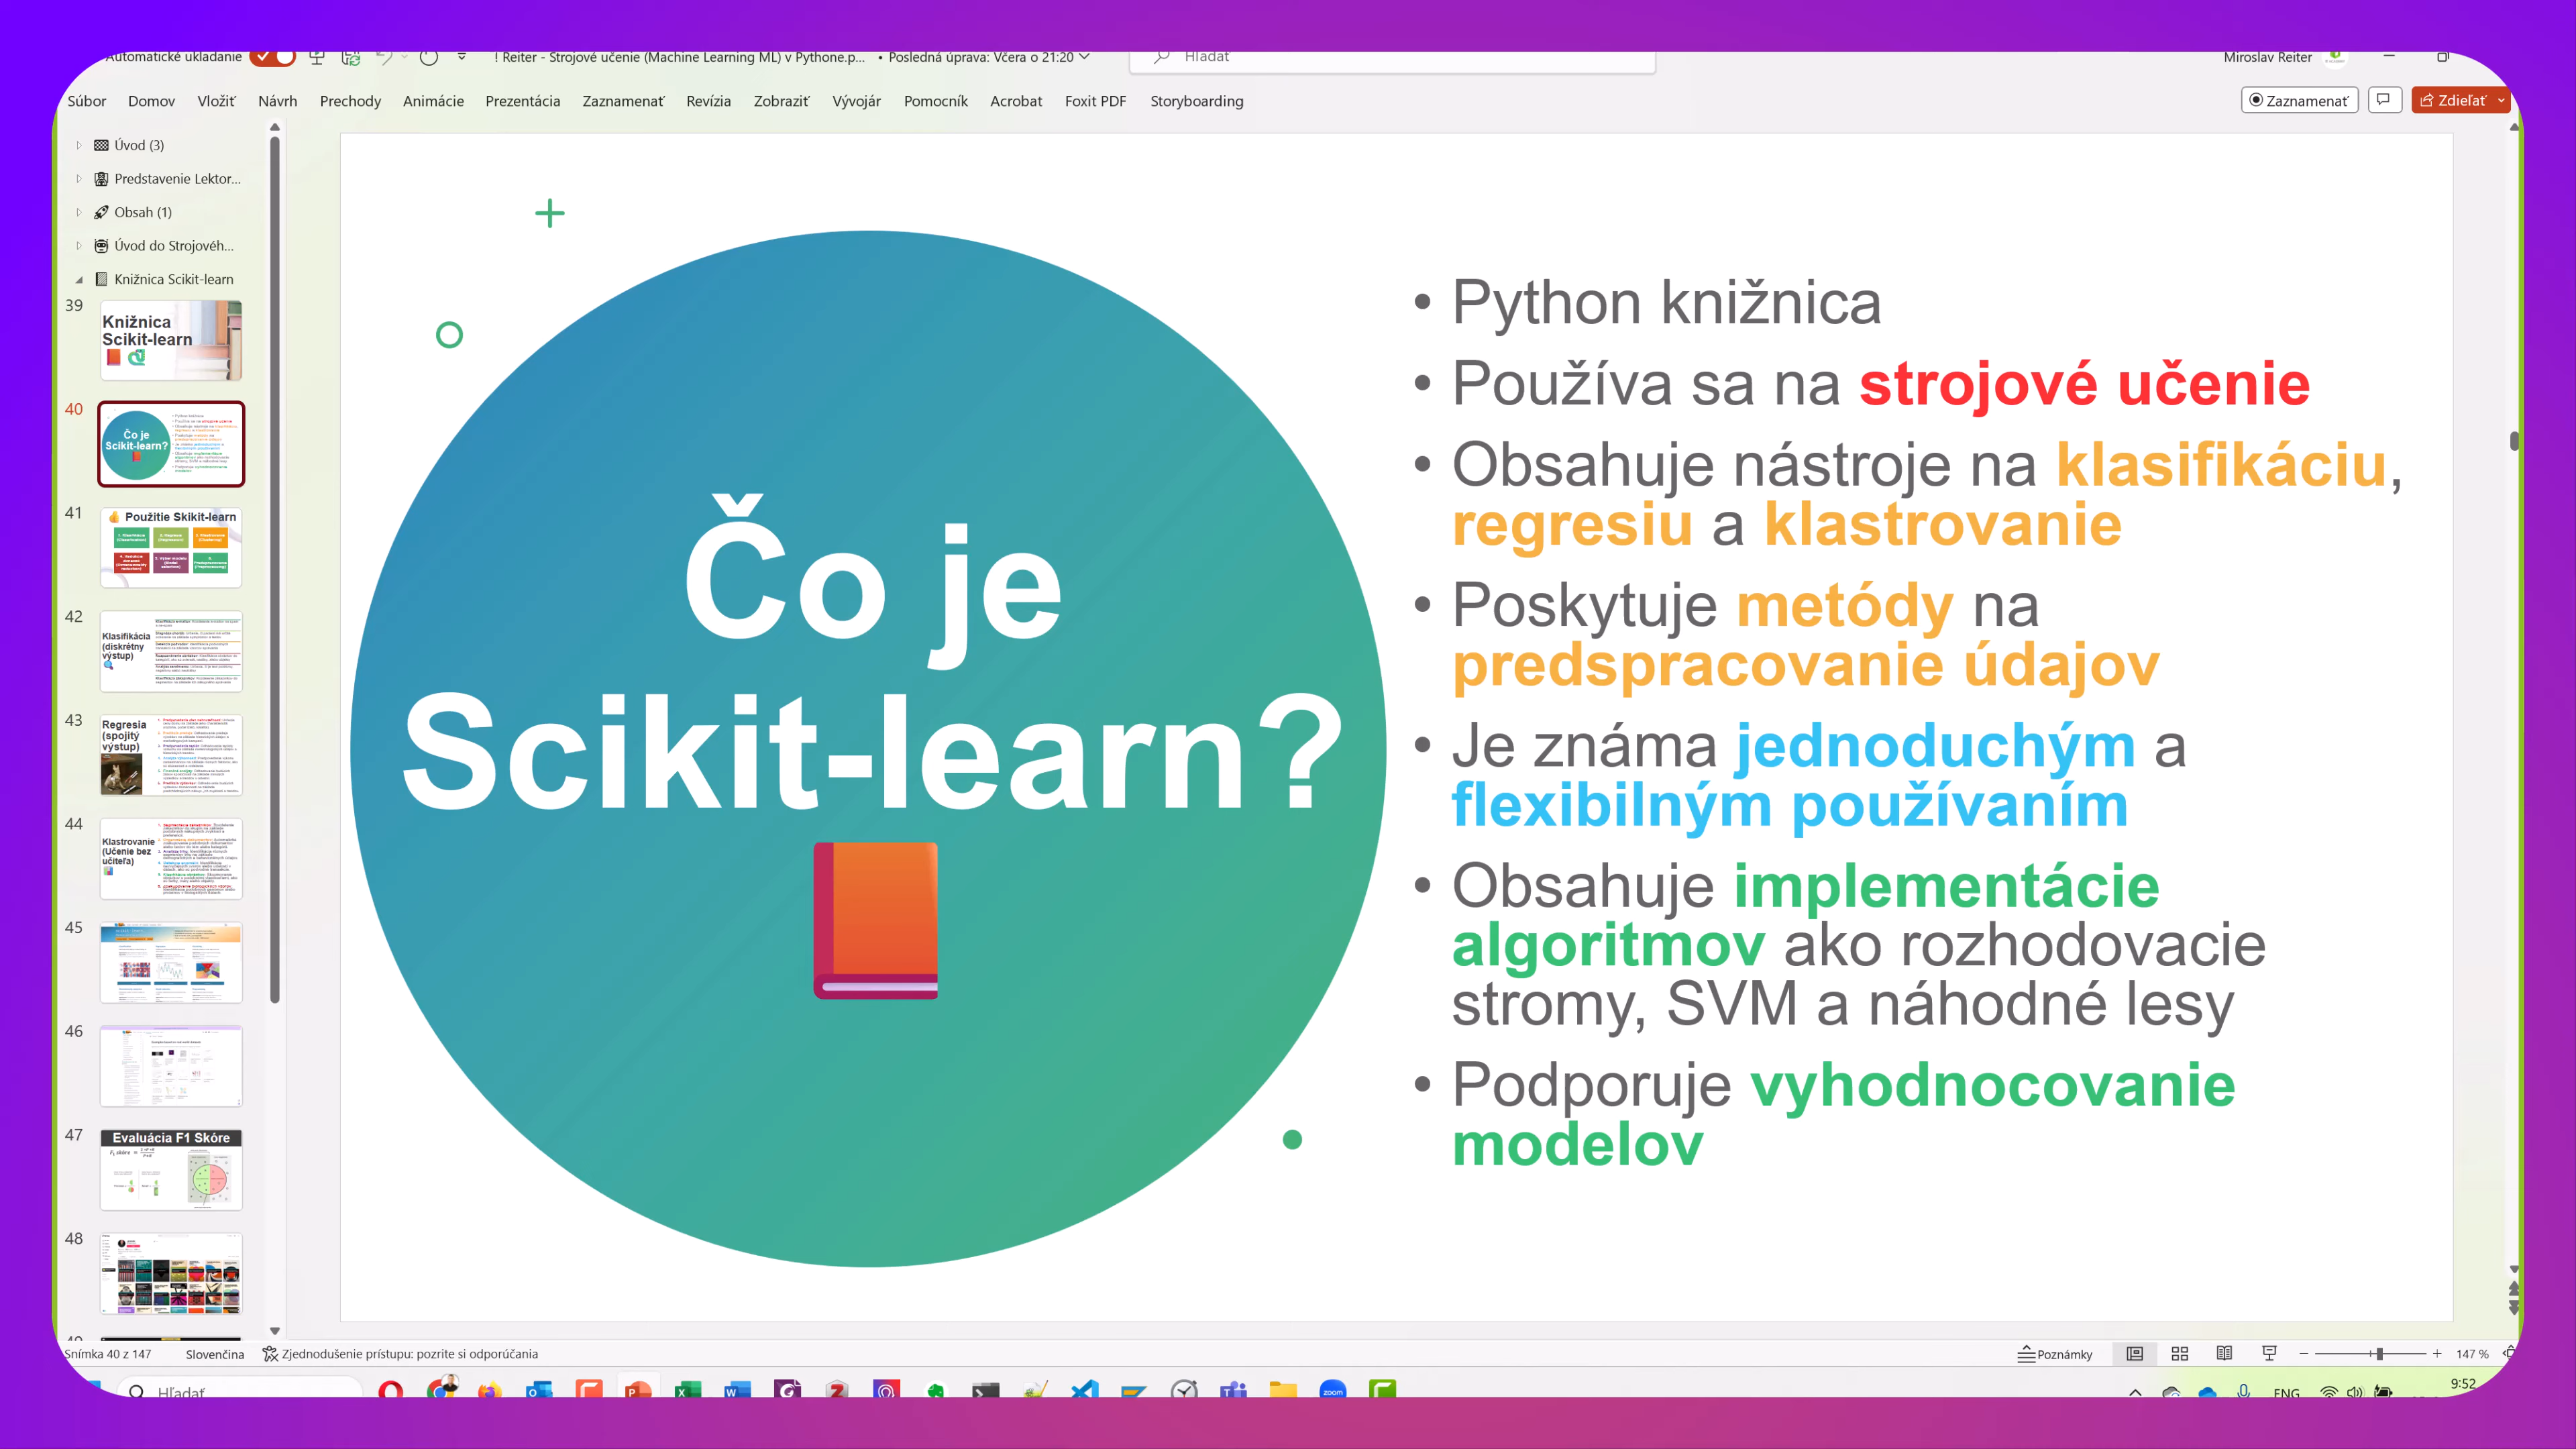 Automatické ukladanie
! Reiter - Strojové učenie (Machine Learning ML) v Pythone.p... • Posledná úprava: Včera o 21:20
Hľadať
Miroslav Reiter
Súbor Domov Vložiť Návrh Prechody Animácie Prezentácia Zaznamenať Revízia Zobraziť Vývojár Pomocník Acrobat Foxit PDF Storyboarding
Zaznamenať
Zdieľať
Úvod (3)
Predstavenie Lektor...
Obsah (1)
Úvod do Strojovéh...
Knižnica Scikit-learn
39
Knižnica
Scikit-learn
40
Čo je
Scikit-learn?
41
Použitie Skikit-learn
42
Klasifikácia
(diskrétny
výstup)
43
Regresia
(spojitý
výstup)
44
Klastrovanie
(Učenie bez
učiteľa)
45
46
47
Evaluácia F1 Skóre
48
Čo je
Scikit-learn?
• Python knižnica
• Používa sa na strojové učenie
• Obsahuje nástroje na klasifikáciu,
regresiu a klastrovanie
• Poskytuje metódy na
predspracovanie údajov
• Je známa jednoduchým a
flexibilným používaním
• Obsahuje implementácie
algoritmov ako rozhodovacie
stromy, SVM a náhodné lesy
• Podporuje vyhodnocovanie
modelov
Snímka 40 z 147
Slovenčina
Zjednodušenie prístupu: pozrite si odporúčania
Poznámky
147 %
Hľadať
zoom
ENG
9:52